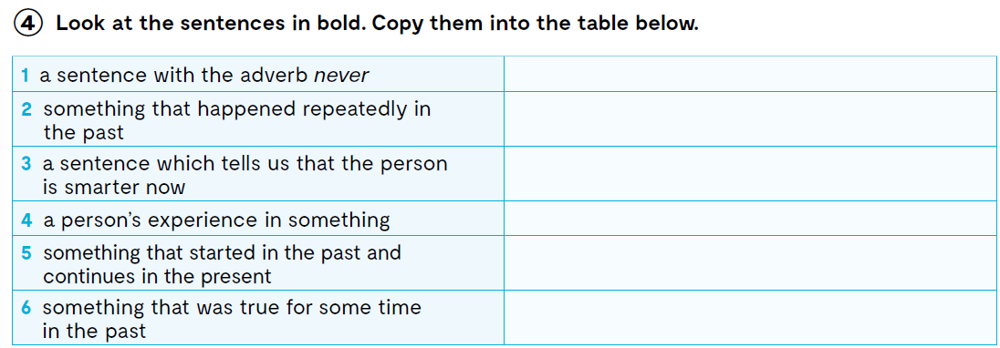 4 Look at the sentences in bold. Copy them into the table below.
1 a sentence with the adverb never
2 something that happened repeatedly in
the past
3 a sentence which tells us that the person
is smarter now
4 a person's experience in something
5 something that started in the past and
continues in the present
6 something that was true for some time
in the past